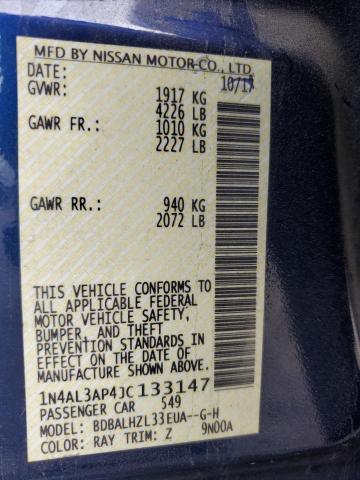 MFD BY NISSAN MOTOR CO., LTD
DATE: 10/17
GVWR: 1917 KG
4226 LB
GAWR FR.: 1010 KG
2227 LB
GAWR RR.: 940 KG
2072 LB
THIS VEHICLE CONFORMS TO
ALL APPLICABLE FEDERAL
MOTOR VEHICLE SAFETY,
BUMPER, AND THEFT
PREVENTION STANDARDS IN
EFFECT ON THE DATE OF
MANUFACTURE SHOWN ABOVE.
1N4AL3AP4JC133147
PASSENGER CAR 549
MODEL: BDBALHZL33EUA--G-H
COLOR: RAY TRIM: Z 9N00A